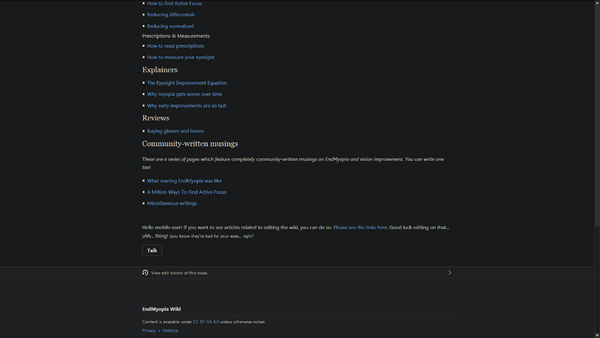 How to find Active Focus
Reducing differentials
Reducing normalised
Prescriptions & Measurements
How to read prescriptions
How to measure your eyesight
Explainers
The Eyesight Improvement Equation
Why myopia gets worse over time
Why early improvements are so fast
Reviews
Buying glasses and lenses
Community-written musings
These are a series of pages which feature completely community-written musings on EndMyopia and vision improvement. You can write one
too!
What starting EndMyopia was like
A Million Ways To Find Active Focus
Miscellaneous writings
Hello mobile user! If you want to see articles related to editing the wiki, you can do so. Please see the links here. Good luck editing on that...
uhh... thing! (you know they're bad for your eyes... right?)
Talk
View edit history of this page.
EndMyopia Wiki
Content is available under CC BY-SA 4.0 unless otherwise noted.
Privacy • Desktop